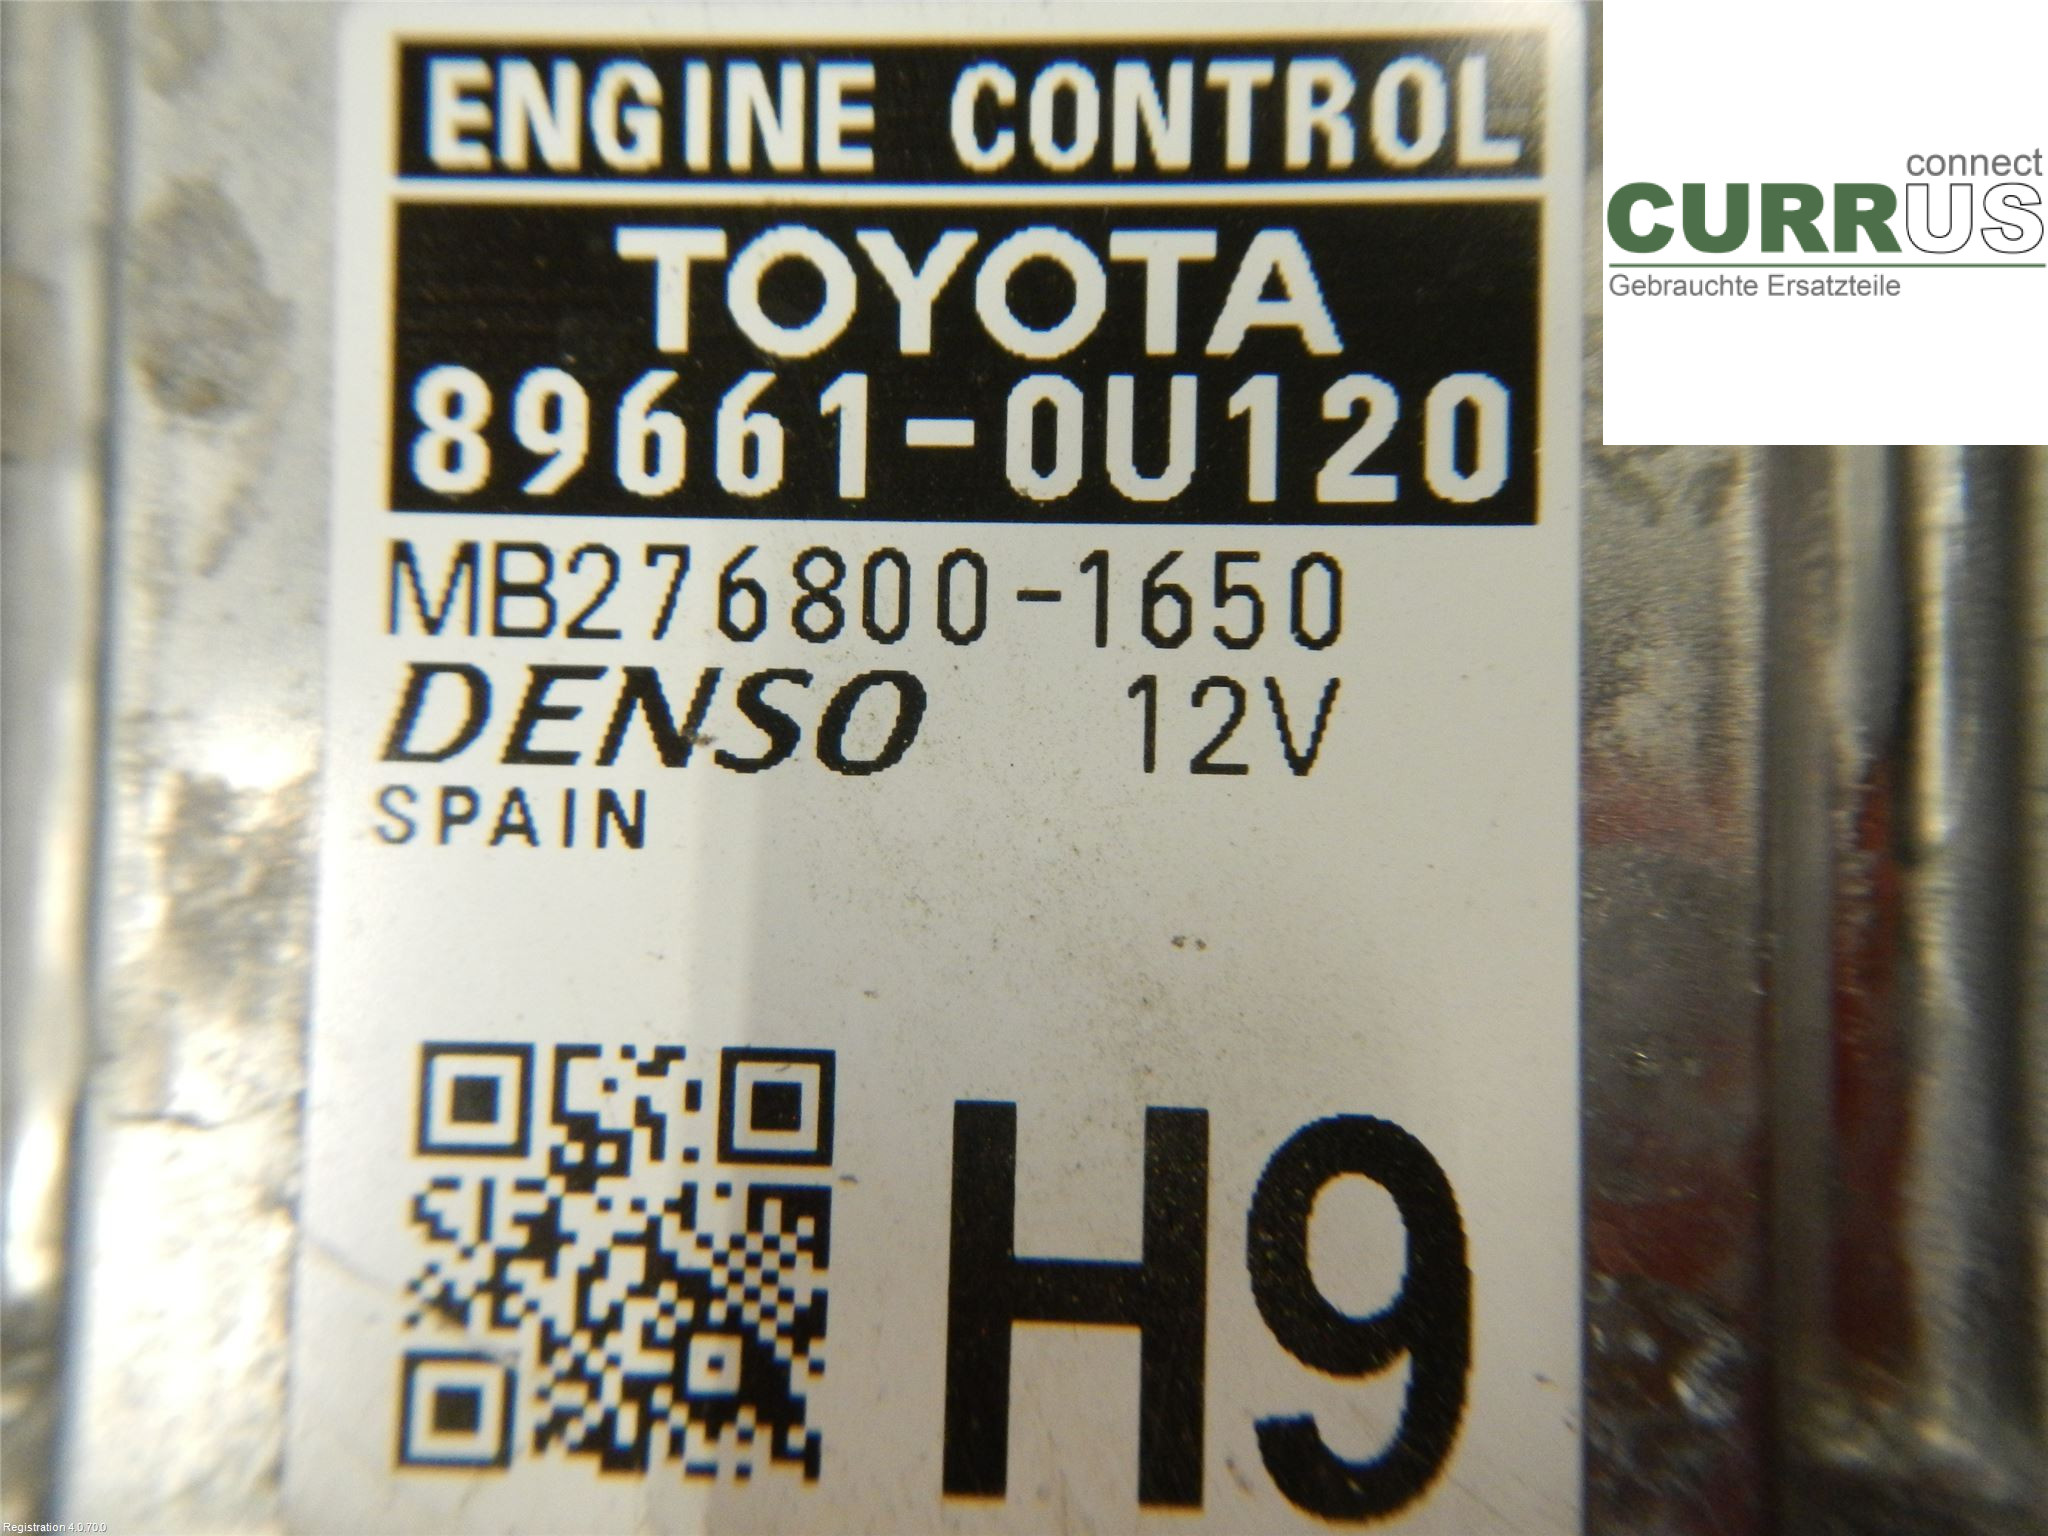 ENGINE CONTROL
TOYOTA
89661-0U120
MB276800-1650
DENSO 12V
SPAIN
H9
connect
CURRUS
Gebrauchte Ersatzteile
Registration 4.0.70.0